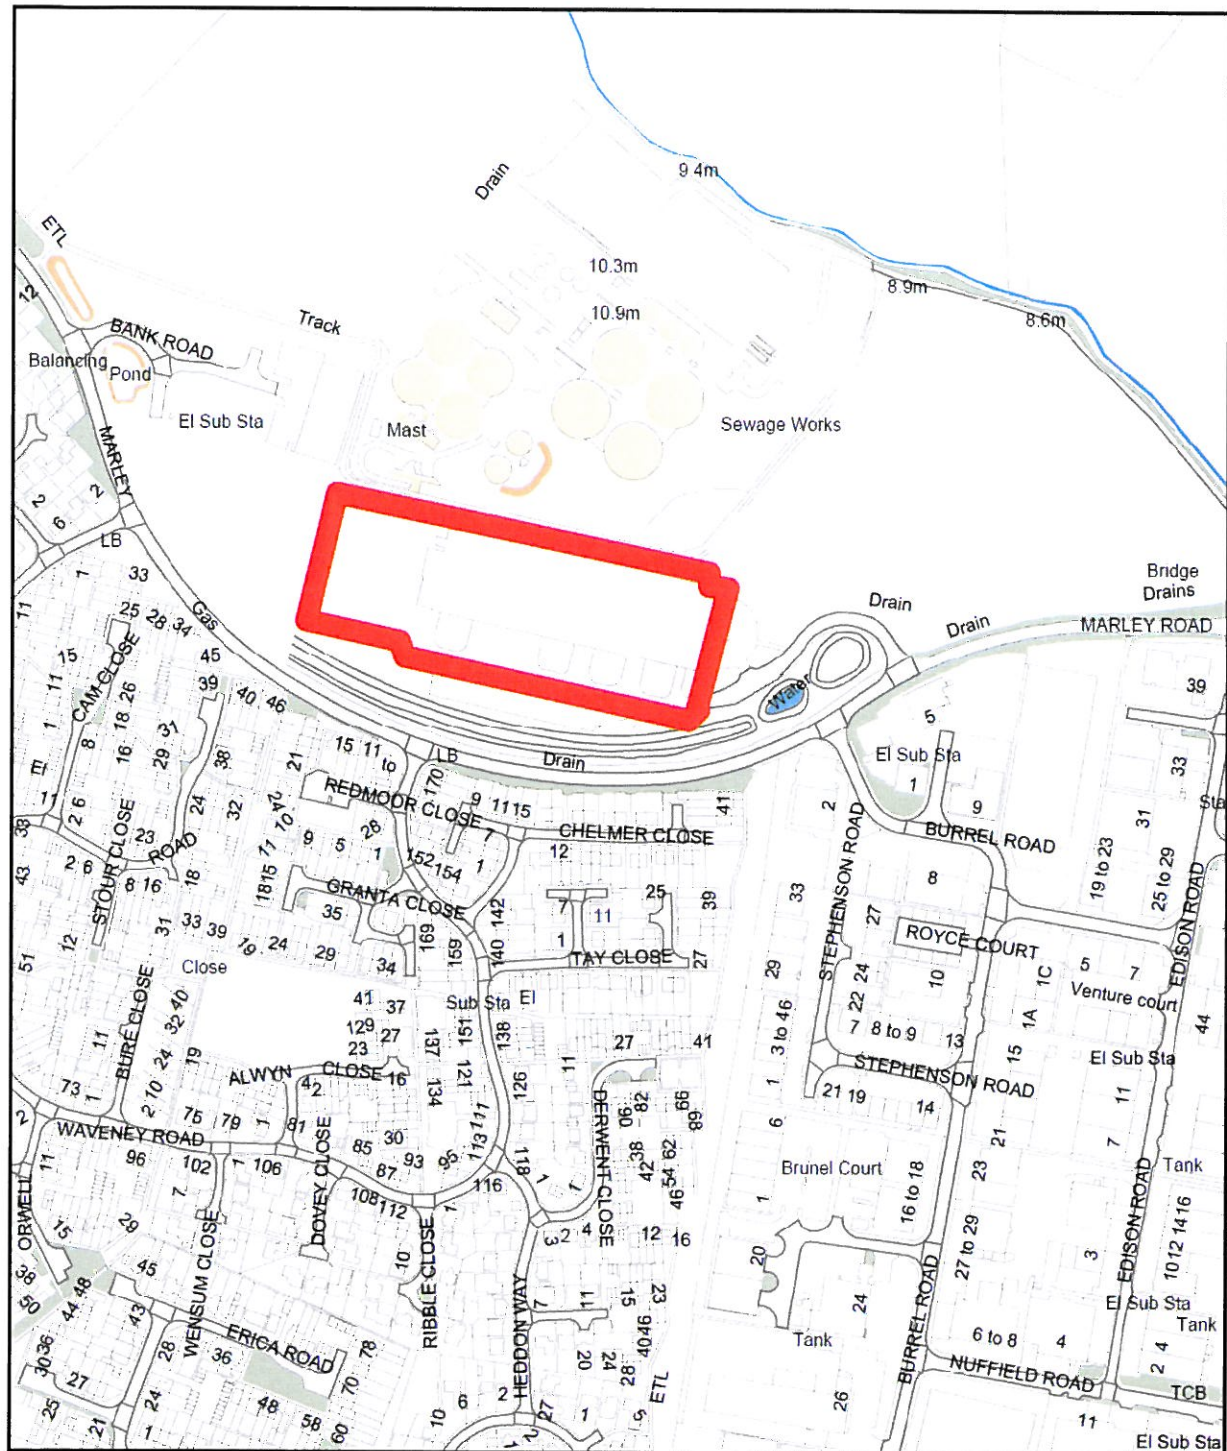 Drain
9 4m
ETL
10.3m
8.9m
12
10.9m
8.6m
Track
BANK ROAD
Balancing
Pond
El Sub Sta
Mast
Sewage Works
MARLEY
2
6
2
LB
Bridge
Drains
1
33
Gas
Drain
Drain
MARLEY ROAD
11
25
28
34
15
45
CAM CLOSE
11
26
39
40
46
Water
39
1
18
31
5
8
16
29
38
21
15
11
to
LB
Drain
El Sub Sta
33
170
1
11
2 6
24
32
24
REDMOOR CLOSE
9
11
15
41
2
9
Sta
33
STOUR CLOSE
23
ROAD
10
28
7
CHELMER CLOSE
STEPHENSON ROAD
BURREL ROAD
31
9
5
1
11
152
154
1
12
19 to 23
25 to 29
43
2 6
8 16
18
18
15
GRANTA CLOSE
8
EDISON ROAD
35
142
7
11
25
39
33
27
31
33
39
19
24
29
34
169
159
140
1
TAY CLOSE
27
ROYCE COURT
12
51
Close
29
24
10
1C
5
7
Venture court
BURE CLOSE
40
32
41
37
Sub Sta
El
22
44
129
27
151
138
27
41
3 to 46
7
8 to 9
13
1A
11
24
19
23
137
11
15
El Sub Sta
ALWYN
CLOSE
16
121
STEPHENSON ROAD
73
1
2 10
4
2
134
126
DERWENT CLOSE
82
90
99
68
1
21 19
14
11
2
75
79
1
81
111
6
21
7
WAVENEY ROAD
30
113
38
62
85
93
95
118
42
54
Brunel Court
11
96
102
1
106
DOVEY CLOSE
87
116
1
1
46
1
16 to 18
23
Tank
ORWELL
7
108
112
1
16
15
29
WENSUM CLOSE
3
2
4
12
16
27 to 29
3
EDISON ROAD
10
12
14
38
45
10
RIBBLE CLOSE
20
50
44
48
43
HEDDON WAY
7
11
15
23
24
BURREL ROAD
El Sub Sta
36
28
ERICA ROAD
78
40
46
Tank
6 to 8
4
Tank
30
36
20
24
82
2
4
27
70
ETL
NUFFIELD ROAD
TCB
25
24
48
58
6
2
26
21
1
60
10
27
1
5
11
1
2
El Sub Sta